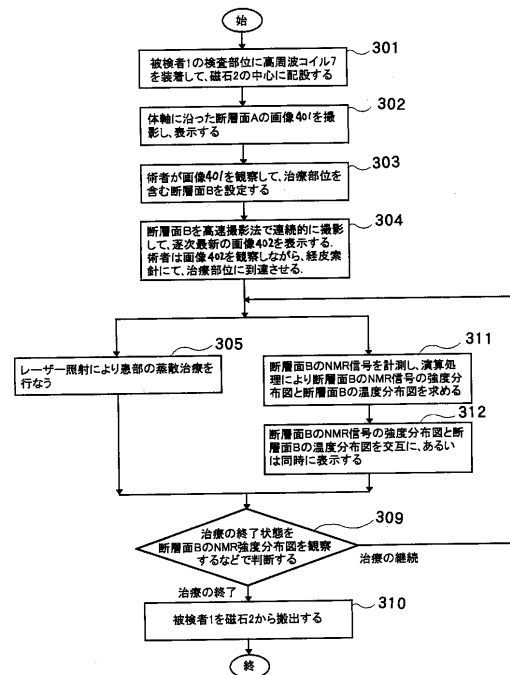 始
301
被検者1の検査部位に高周波コイル7
を装着して、磁石2の中心に配設する
302
体軸に沿った断層面Aの画像401を撮
影し、表示する
303
術者が画像401を観察して、治療部位を
含む断層面Bを設定する
304
断層面Bを高速撮影法で連続的に撮影
して、逐次最新の画像402を表示する.
術者は画像402を観察しながら、経皮索
針にて、治療部位に到達させる.
305
レーザー照射により患部の蒸散治療を
行なう
311
断層面BのNMR信号を計測し、演算処
理により断層面BのNMR信号の強度分
布図と断層面Bの温度分布図を求める
312
断層面BのNMR信号の強度分布図と断
層面Bの温度分布図を交互に、ある
いは同時に表示する
309
治療の終了状態を
断層面BのNMR強度分布図を観察
するなどで判断する
治療の継続
治療の終了
310
被検者1を磁石2から搬出する
終